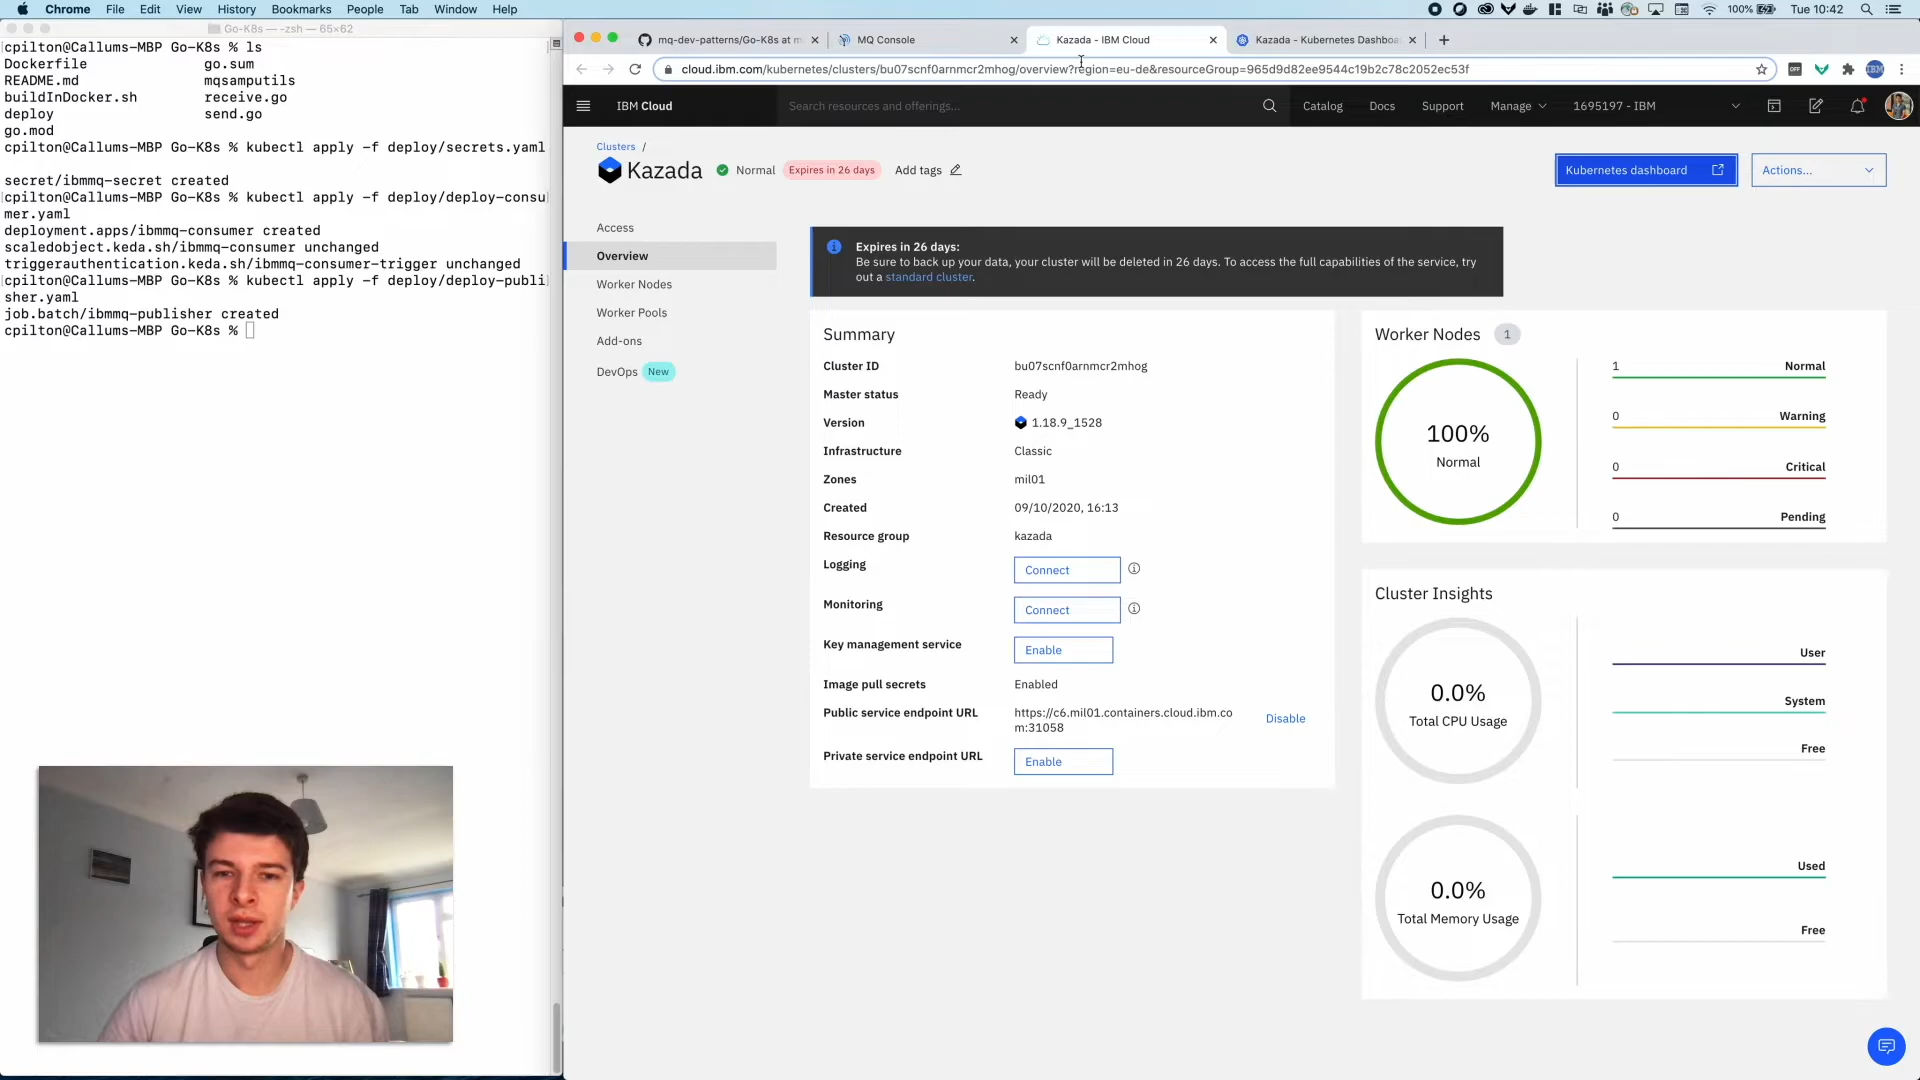 Chrome File Edit View History Bookmarks People Tab Window Help
100% Tue 10:42
Go-K8s — -zsh — 65×62
cpilton@Callums-MBP Go-K8s % ls
Dockerfile go.sum
README.md mqsamputils
buildInDocker.sh receive.go
deploy send.go
go.mod
cpilton@Callums-MBP Go-K8s % kubectl apply -f deploy/secrets.yaml
secret/ibmmq-secret created
cpilton@Callums-MBP Go-K8s % kubectl apply -f deploy/deploy-consu
mer.yaml
deployment.apps/ibmmq-consumer created
scaledobject.keda.sh/ibmmq-consumer unchanged
triggerauthentication.keda.sh/ibmmq-consumer-trigger unchanged
cpilton@Callums-MBP Go-K8s % kubectl apply -f deploy/deploy-publi
sher.yaml
job.batch/ibmmq-publisher created
cpilton@Callums-MBP Go-K8s %
mq-dev-patterns/Go-K8s at m
MQ Console
Kazada - IBM Cloud
Kazada - Kubernetes Dashboa
cloud.ibm.com/kubernetes/clusters/bu07scnf0arnmcr2mhog/overview?region=eu-de&resourceGroup=965d9d82ee9544c19b2c78c2052ec53f
OFF
IBM
IBM Cloud
Search resources and offerings...
Catalog Docs Support Manage 1695197 - IBM
Clusters /
Kazada Normal Expires in 26 days Add tags
Kubernetes dashboard
Actions...
Access
Overview
Worker Nodes
Worker Pools
Add-ons
DevOps New
Expires in 26 days:
Be sure to back up your data, your cluster will be deleted in 26 days. To access the full capabilities of the service, try
out a standard cluster.
Summary
Cluster ID bu07scnf0arnmcr2mhog
Master status Ready
Version 1.18.9_1528
Infrastructure Classic
Zones mil01
Created 09/10/2020, 16:13
Resource group kazada
Logging Connect
Monitoring Connect
Key management service Enable
Image pull secrets Enabled
Public service endpoint URL https://c6.mil01.containers.cloud.ibm.co
m:31058 Disable
Private service endpoint URL Enable
Worker Nodes 1
100%
Normal
1 Normal
0 Warning
0 Critical
0 Pending
Cluster Insights
0.0%
Total CPU Usage
User
System
Free
0.0%
Total Memory Usage
Used
Free